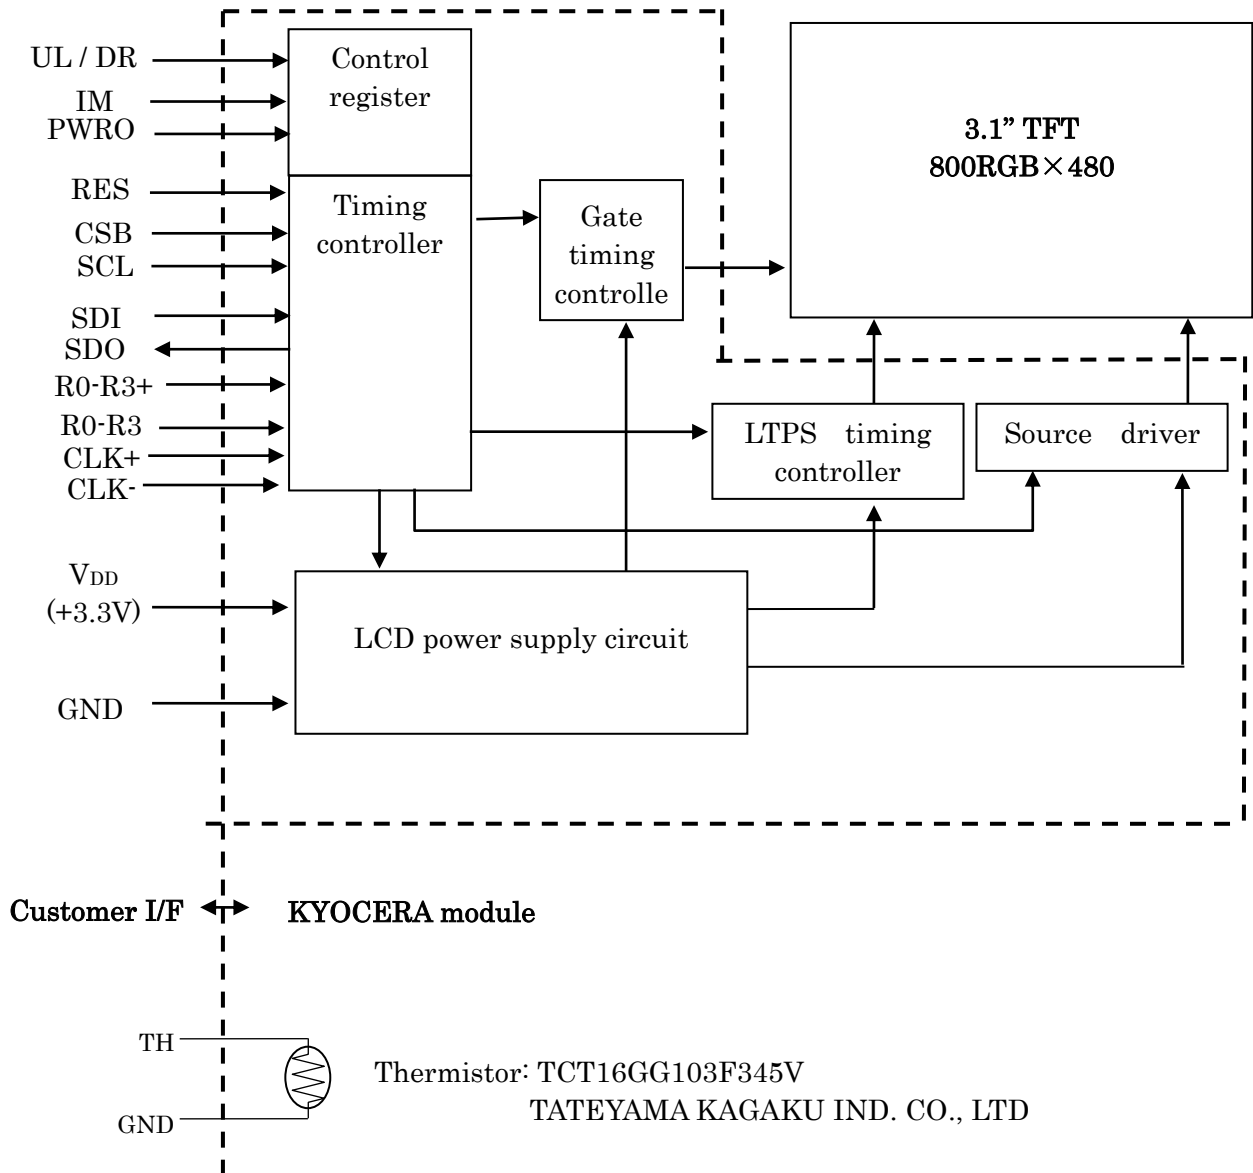 UL / DR
IM
PWRO
RES
CSB
SCL
SDI
SDO
R0-R3+
R0-R3
CLK+
CLK-
VDD
(+3.3V)
GND
Control
register
Timing
controller
Gate
timing
controlle
3.1” TFT
800RGB×480
LTPS timing
controller
Source driver
LCD power supply circuit
Customer I/F
KYOCERA module
TH
GND
Thermistor: TCT16GG103F345V
TATEYAMA KAGAKU IND. CO., LTD